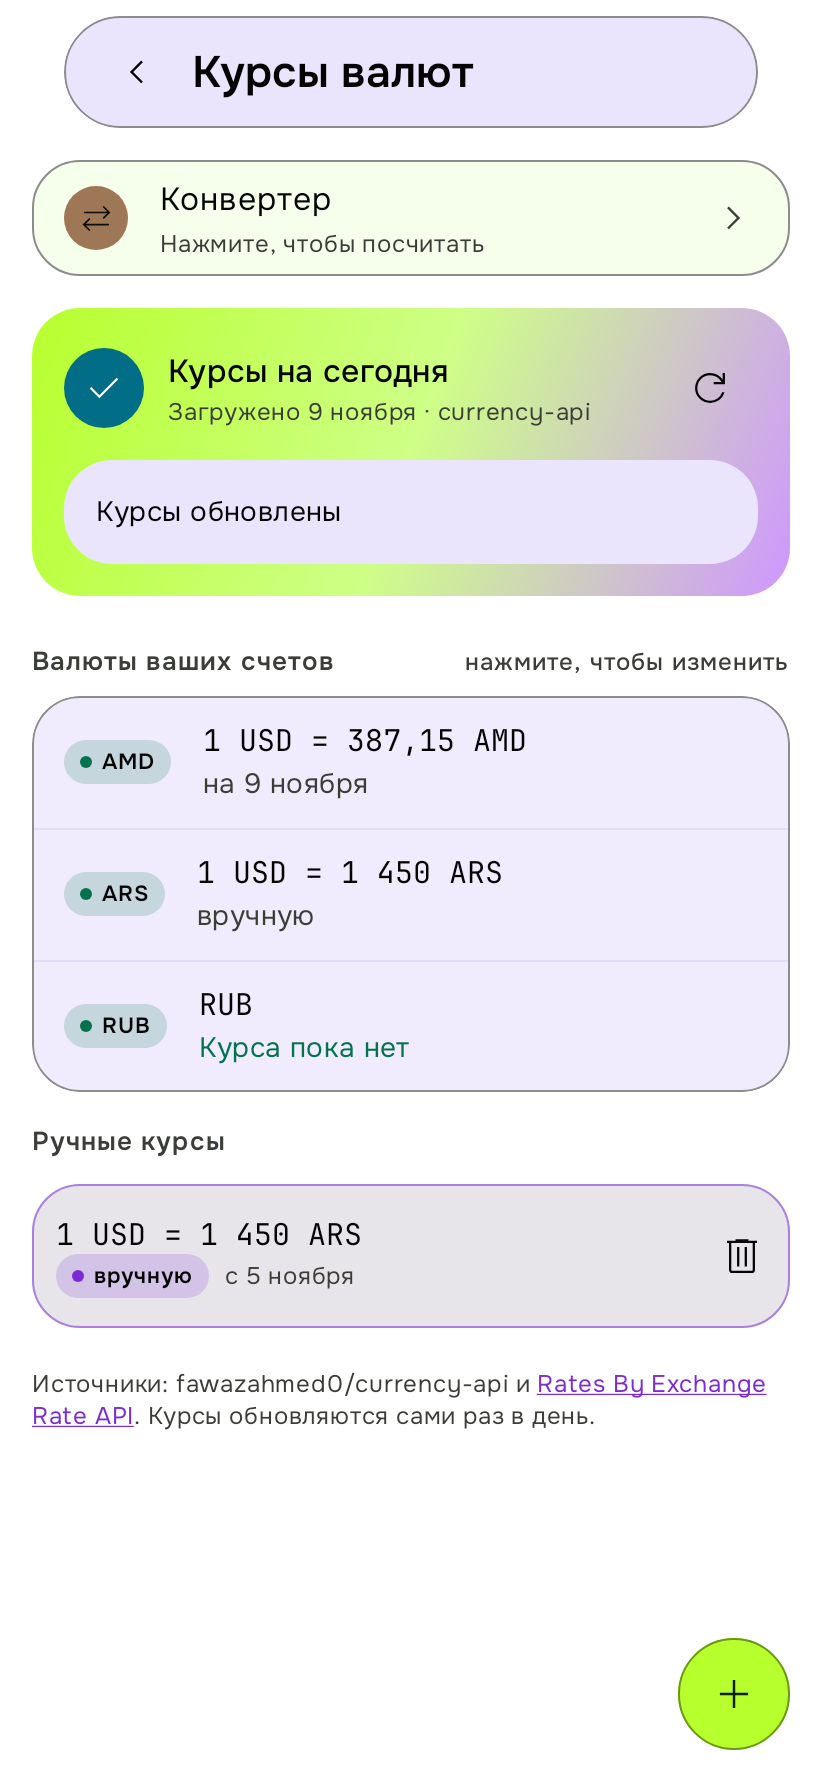 Курсы валют
Конвертер
Нажмите, чтобы посчитать
Курсы на сегодня
Загружено 9 ноября · currency-api
Курсы обновлены
Валюты ваших счетов
нажмите, чтобы изменить
AMD
1 USD = 387,15 AMD
на 9 ноября
ARS
1 USD = 1 450 ARS
вручную
RUB
RUB
Курса пока нет
Ручные курсы
1 USD = 1 450 ARS
вручную
с 5 ноября
Источники: fawazahmed0/currency-api и Rates By Exchange
Rate API. Курсы обновляются сами раз в день.